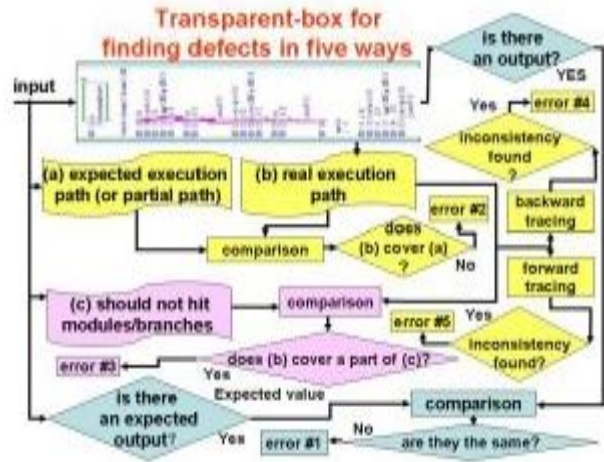 Transparent-box for
finding defects in five ways
is there
an output?
YES
input
Yes
error #4
inconsistency
found
?
(a) expected execution
path (or partial path)
(b) real execution
path
backward
tracing
error #2
does
(b) cover (a)
?
comparison
No
forward
tracing
(c) should not hit
modules/branches
comparison
Yes
error #5
inconsistency
found?
does (b) cover a part of (c)?
error #3
Yes
Expected value
is there
an expected
output?
Yes
comparison
No
error #1
are they the same?